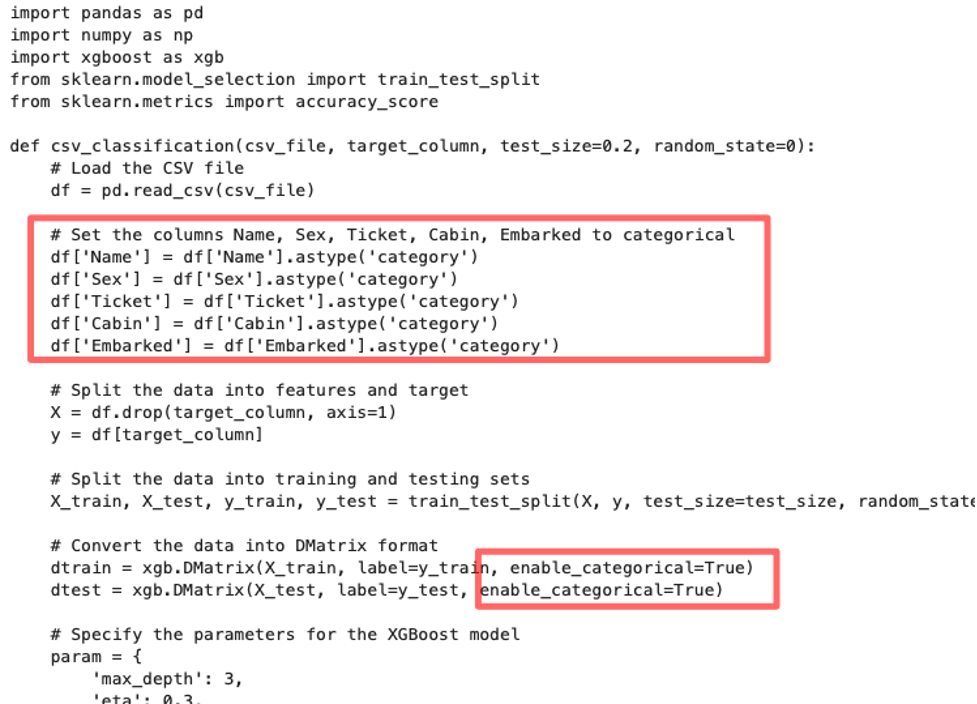 import pandas as pd
import numpy as np
import xgboost as xgb
from sklearn.model_selection import train_test_split
from sklearn.metrics import accuracy_score
def csv_classification(csv_file, target_column, test_size=0.2, random_state=0):
# Load the CSV file
df = pd.read_csv(csv_file)
# Set the columns Name, Sex, Ticket, Cabin, Embarked to categorical
df['Name'] = df['Name'].astype('category')
df['Sex'] = df['Sex'].astype('category')
df['Ticket'] = df['Ticket'].astype('category')
df['Cabin'] = df['Cabin'].astype('category')
df['Embarked'] = df['Embarked'].astype('category')
# Split the data into features and target
X = df.drop(target_column, axis=1)
y = df[target_column]
# Split the data into training and testing sets
X_train, X_test, y_train, y_test = train_test_split(X, y, test_size=test_size, random_state
# Convert the data into DMatrix format
dtrain = xgb.DMatrix(X_train, label=y_train, enable_categorical=True)
dtest = xgb.DMatrix(X_test, label=y_test, enable_categorical=True)
# Specify the parameters for the XGBoost model
param = {
'max_depth': 3,
'eta': 0.3,